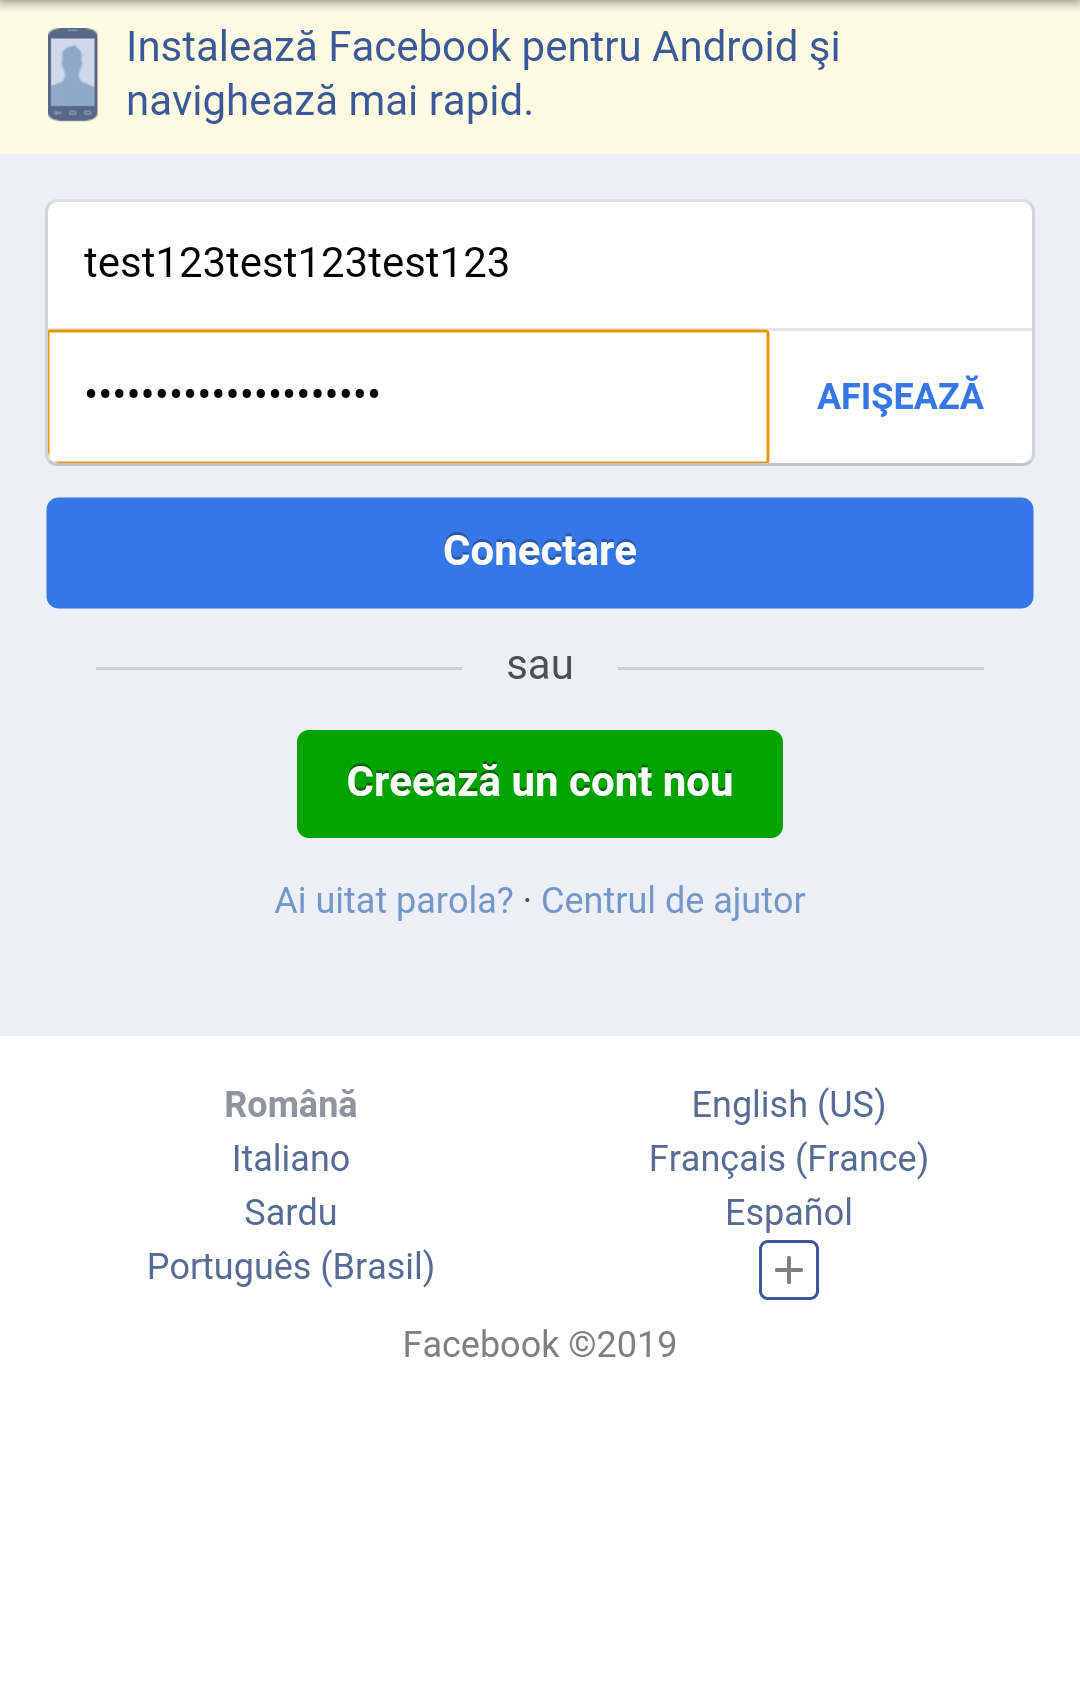 Instalează Facebook pentru Android şi
navighează mai rapid.
test123test123test123
•••••••••••••••••••••
AFIŞEAZĂ
Conectare
sau
Creează un cont nou
Ai uitat parola? · Centrul de ajutor
Română English (US)
Italiano Français (France)
Sardu Español
Português (Brasil)
Facebook ©2019